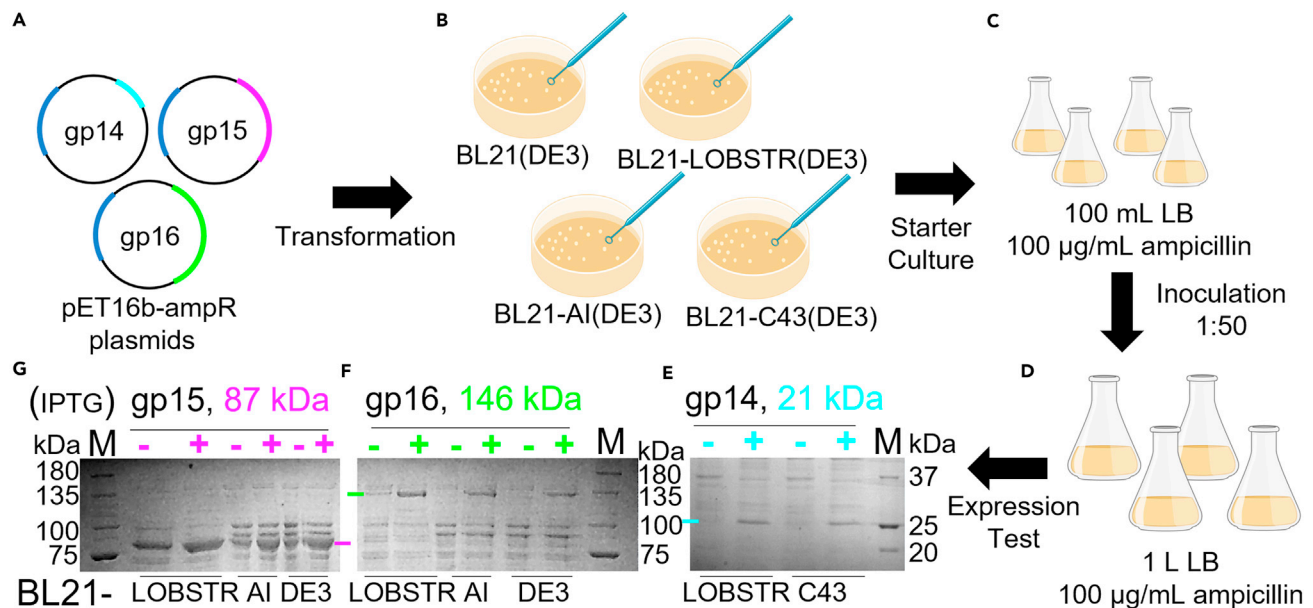 A
gp14
gp15
gp16
pET16b-ampR
plasmids
Transformation
B
BL21(DE3)
BL21-LOBSTR(DE3)
BL21-AI(DE3)
BL21-C43(DE3)
Starter
Culture
C
100 mL LB
100 µg/mL ampicillin
Inoculation
1:50
D
1 L LB
100 µg/mL ampicillin
Expression
Test
E
gp14, 21 kDa
- + - + M
kDa
37
25
20
LOBSTR C43
F
gp16, 146 kDa
- + - + - + M
kDa
180
135
100
75
LOBSTR AI DE3
G
(IPTG) gp15, 87 kDa
kDa M - + - + - +
180
135
100
75
BL21- LOBSTR AI DE3